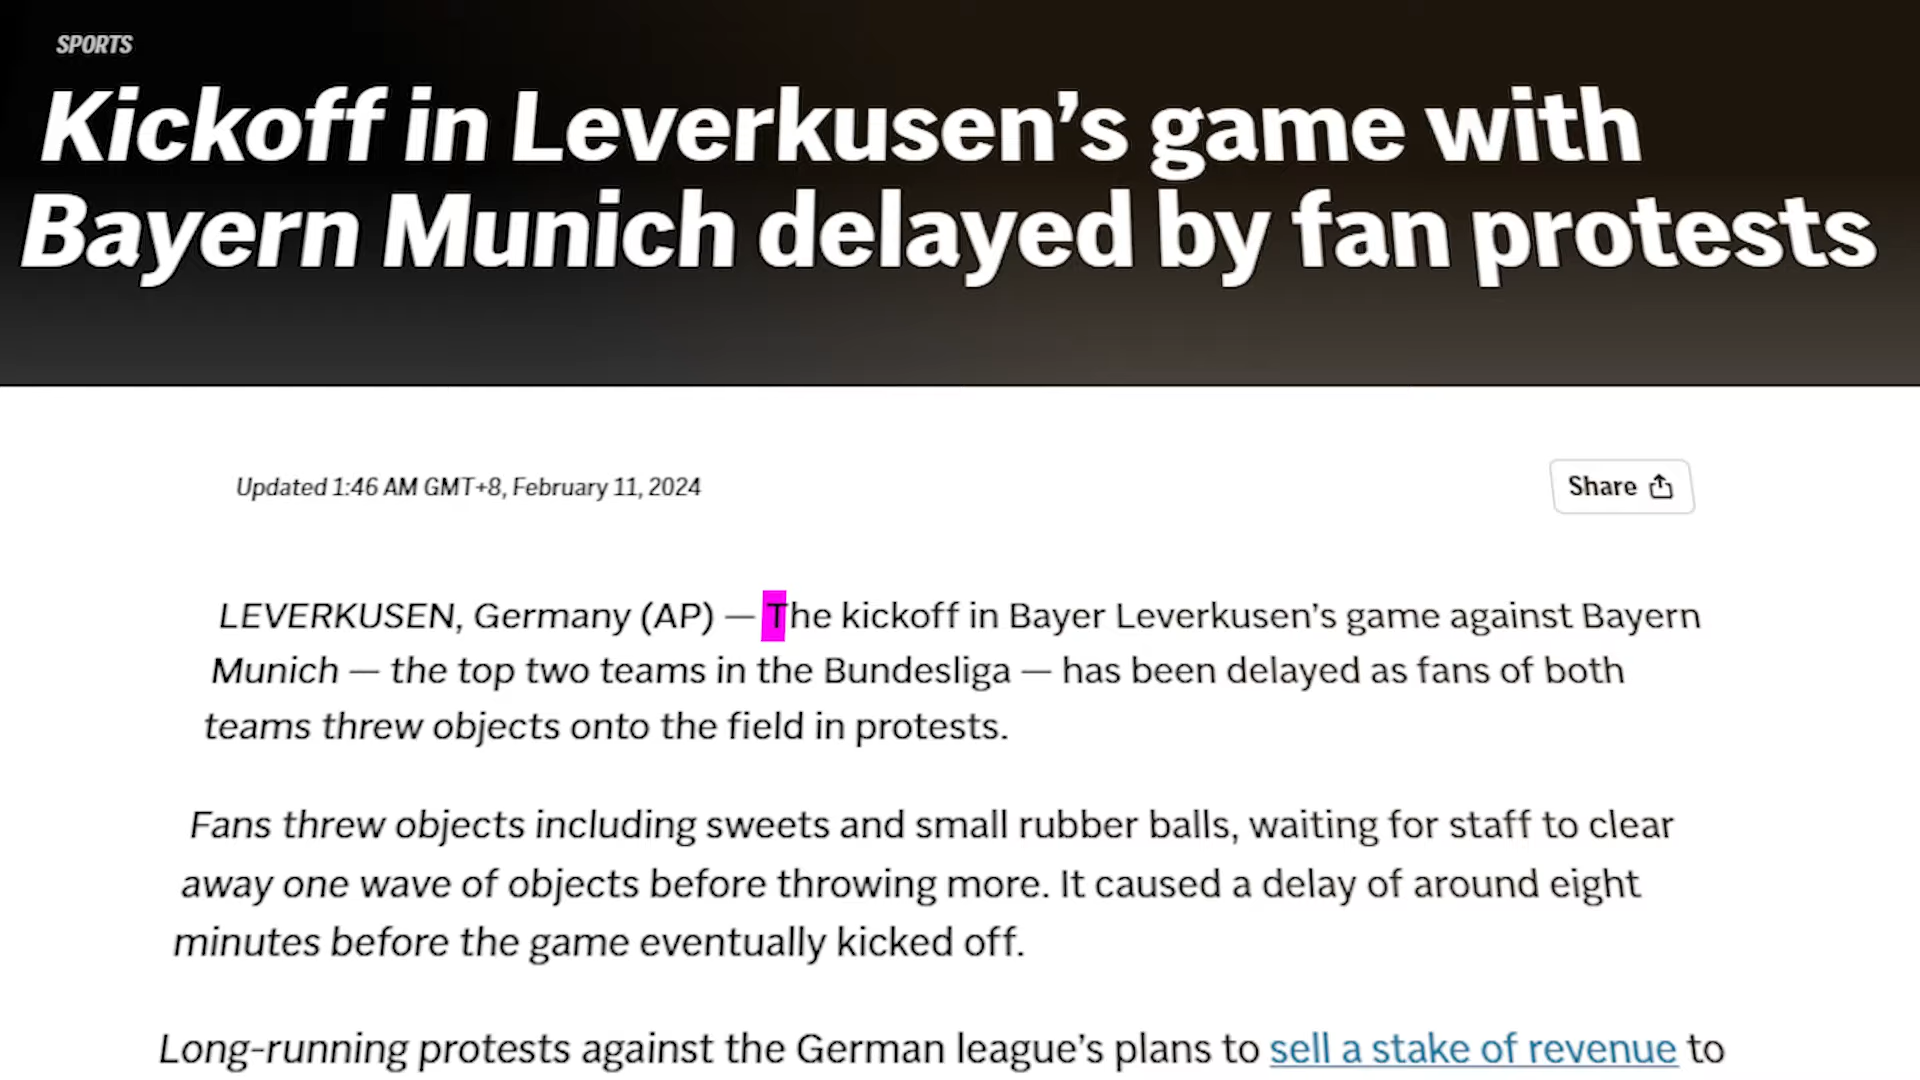 SPORTS
Kickoff in Leverkusen’s game with
Bayern Munich delayed by fan protests
Updated 1:46 AM GMT+8, February 11, 2024
Share
LEVERKUSEN, Germany (AP) — The kickoff in Bayer Leverkusen’s game against Bayern
Munich — the top two teams in the Bundesliga — has been delayed as fans of both
teams threw objects onto the field in protests.
Fans threw objects including sweets and small rubber balls, waiting for staff to clear
away one wave of objects before throwing more. It caused a delay of around eight
minutes before the game eventually kicked off.
Long-running protests against the German league’s plans to sell a stake of revenue to